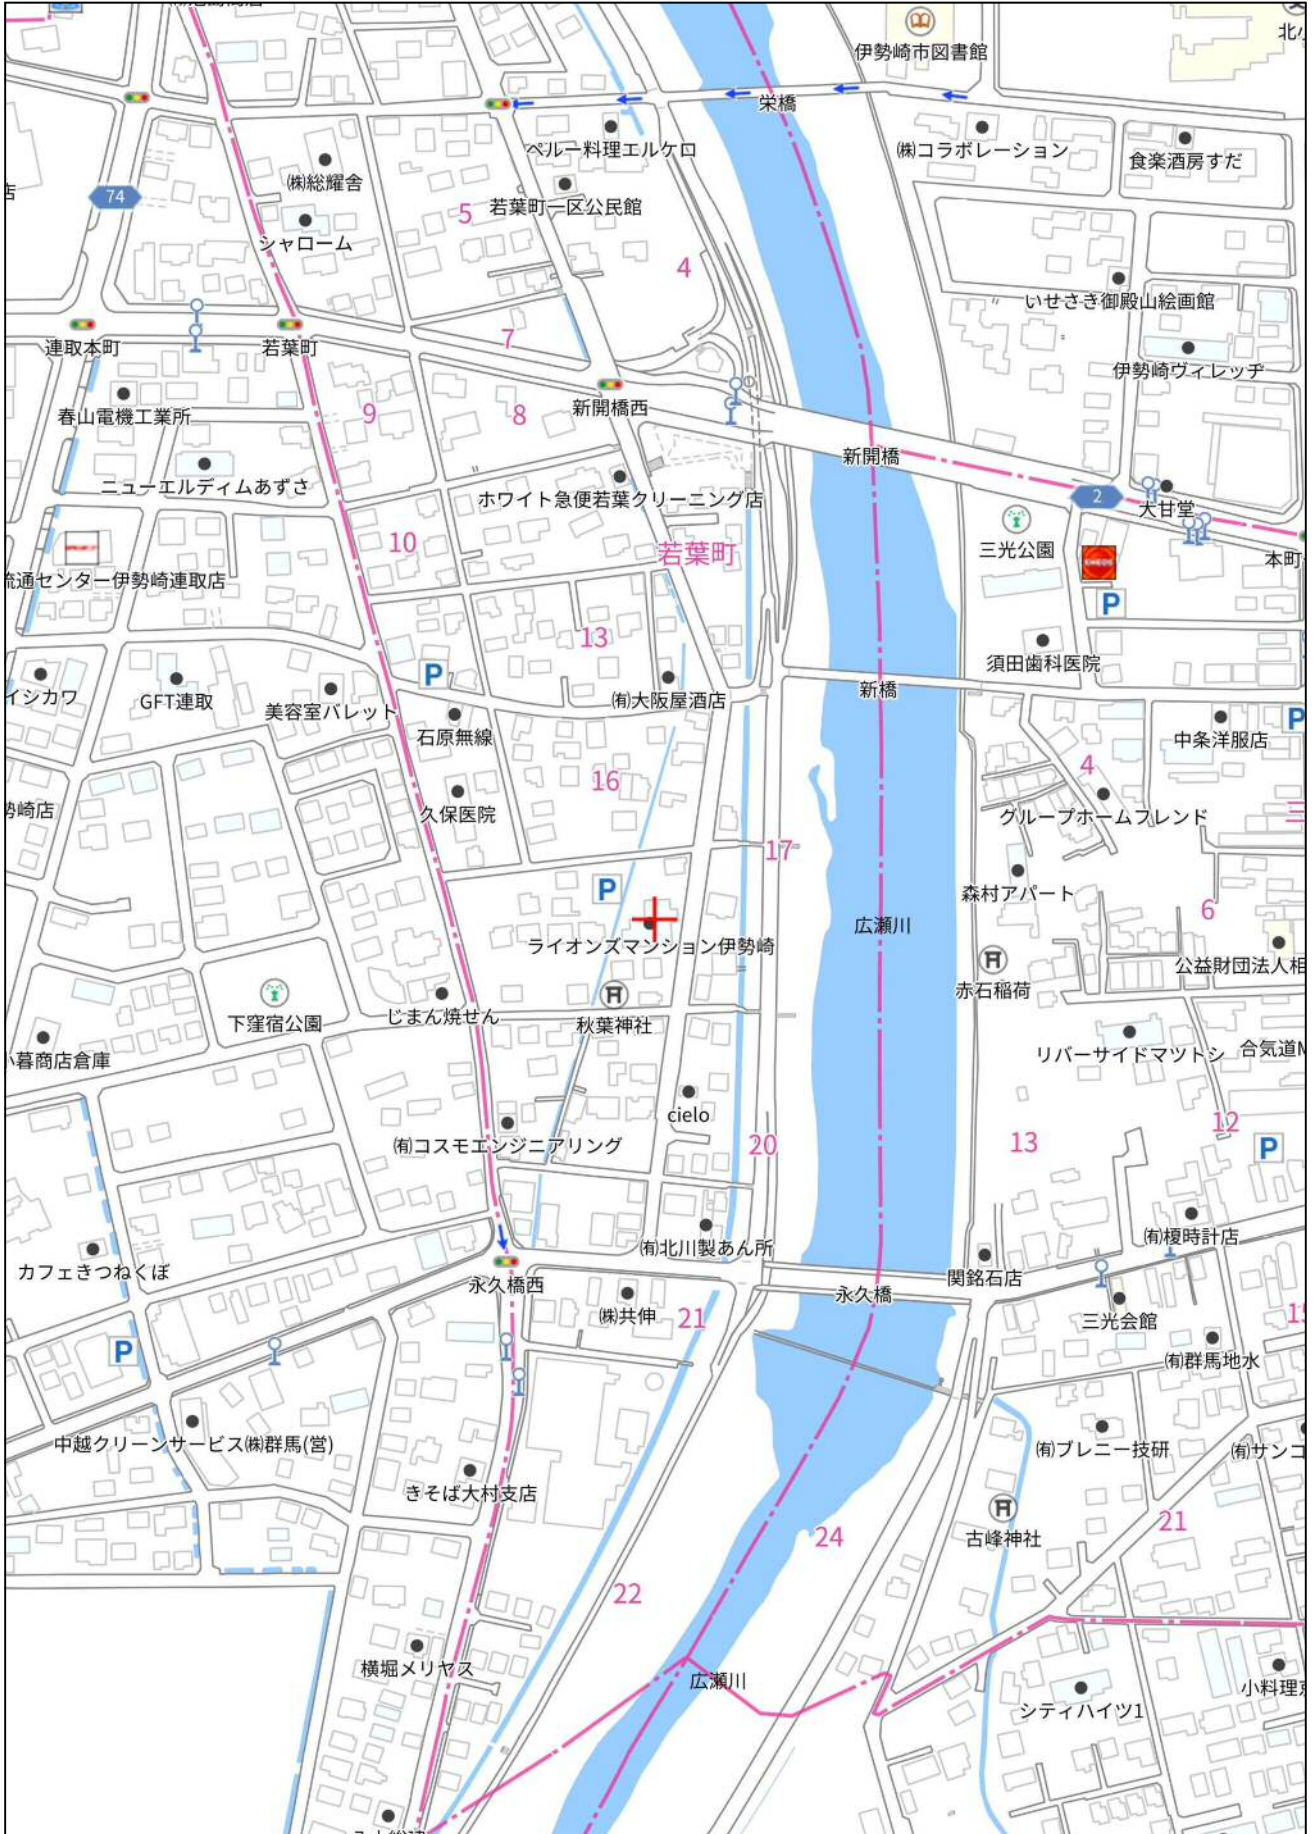 伊勢崎市図書館
栄橋
ペルー料理エルケロ
㈱コラボレーション
食楽酒房すだ
㈱総耀舎
74
5
若葉町一区公民館
シャローム
4
いせさき御殿山絵画館
7
連取本町
若葉町
伊勢崎ヴィレッヂ
春山電機工業所
9
8
新開橋西
新開橋
ニューエルディムあずさ
ホワイト急便若葉クリーニング店
2
大甘堂
10
若葉町
三光公園
本町
流通センター伊勢崎連取店
ENEOS
P
13
須田歯科医院
イシカワ
GFT連取
美容室バレット
P
㈲大阪屋酒店
新橋
石原無線
中条洋服店
P
16
4
勢崎店
久保医院
グループホームフレンド
三
17
P
森村アパート
6
ライオンズマンション伊勢崎
広瀬川
公益財団法人相
赤石稲荷
下窪宿公園
じまん焼せん
秋葉神社
小暮商店倉庫
リバーサイドマツトシ
合気道M
cielo
㈲コスモエンジニアリング
20
13
12
P
㈲北川製あん所
㈲榎時計店
カフェきつねくぼ
永久橋西
永久橋
関銘石店
㈱共伸
21
三光会館
P
㈲群馬地水
中越クリーンサービス㈱群馬(営)
㈲ブレニー技研
㈲サンコ
きそば大村支店
24
古峰神社
21
22
横堀メリヤス
広瀬川
シティハイツ1
小料理